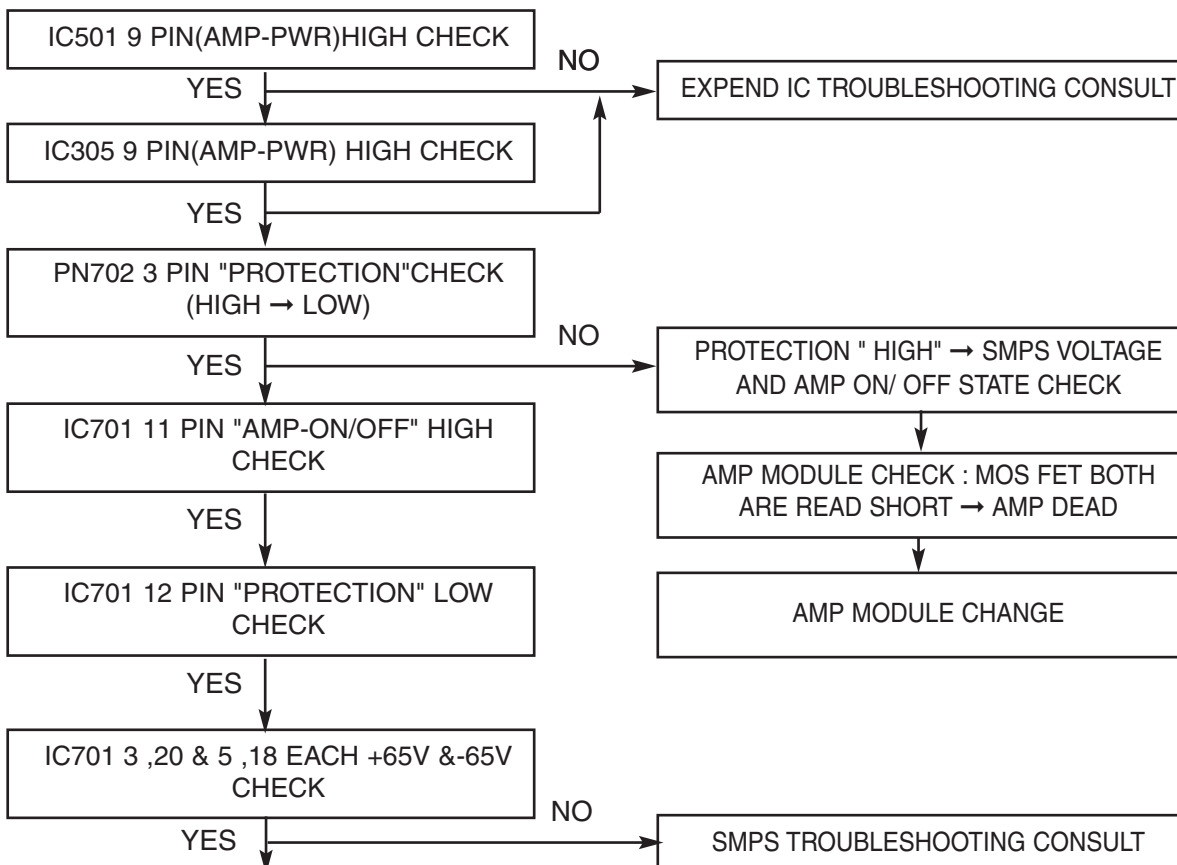 IC501 9 PIN(AMP-PWR)HIGH CHECK
NO
YES
EXPEND IC TROUBLESHOOTING CONSULT
IC305 9 PIN(AMP-PWR) HIGH CHECK
YES
PN702 3 PIN "PROTECTION"CHECK
(HIGH → LOW)
NO
YES
PROTECTION " HIGH" → SMPS VOLTAGE
AND AMP ON/ OFF STATE CHECK
IC701 11 PIN "AMP-ON/OFF" HIGH
CHECK
AMP MODULE CHECK : MOS FET BOTH
ARE READ SHORT → AMP DEAD
YES
IC701 12 PIN "PROTECTION" LOW
CHECK
AMP MODULE CHANGE
YES
IC701 3 ,20 & 5 ,18 EACH +65V &-65V
CHECK
NO
YES
SMPS TROUBLESHOOTING CONSULT